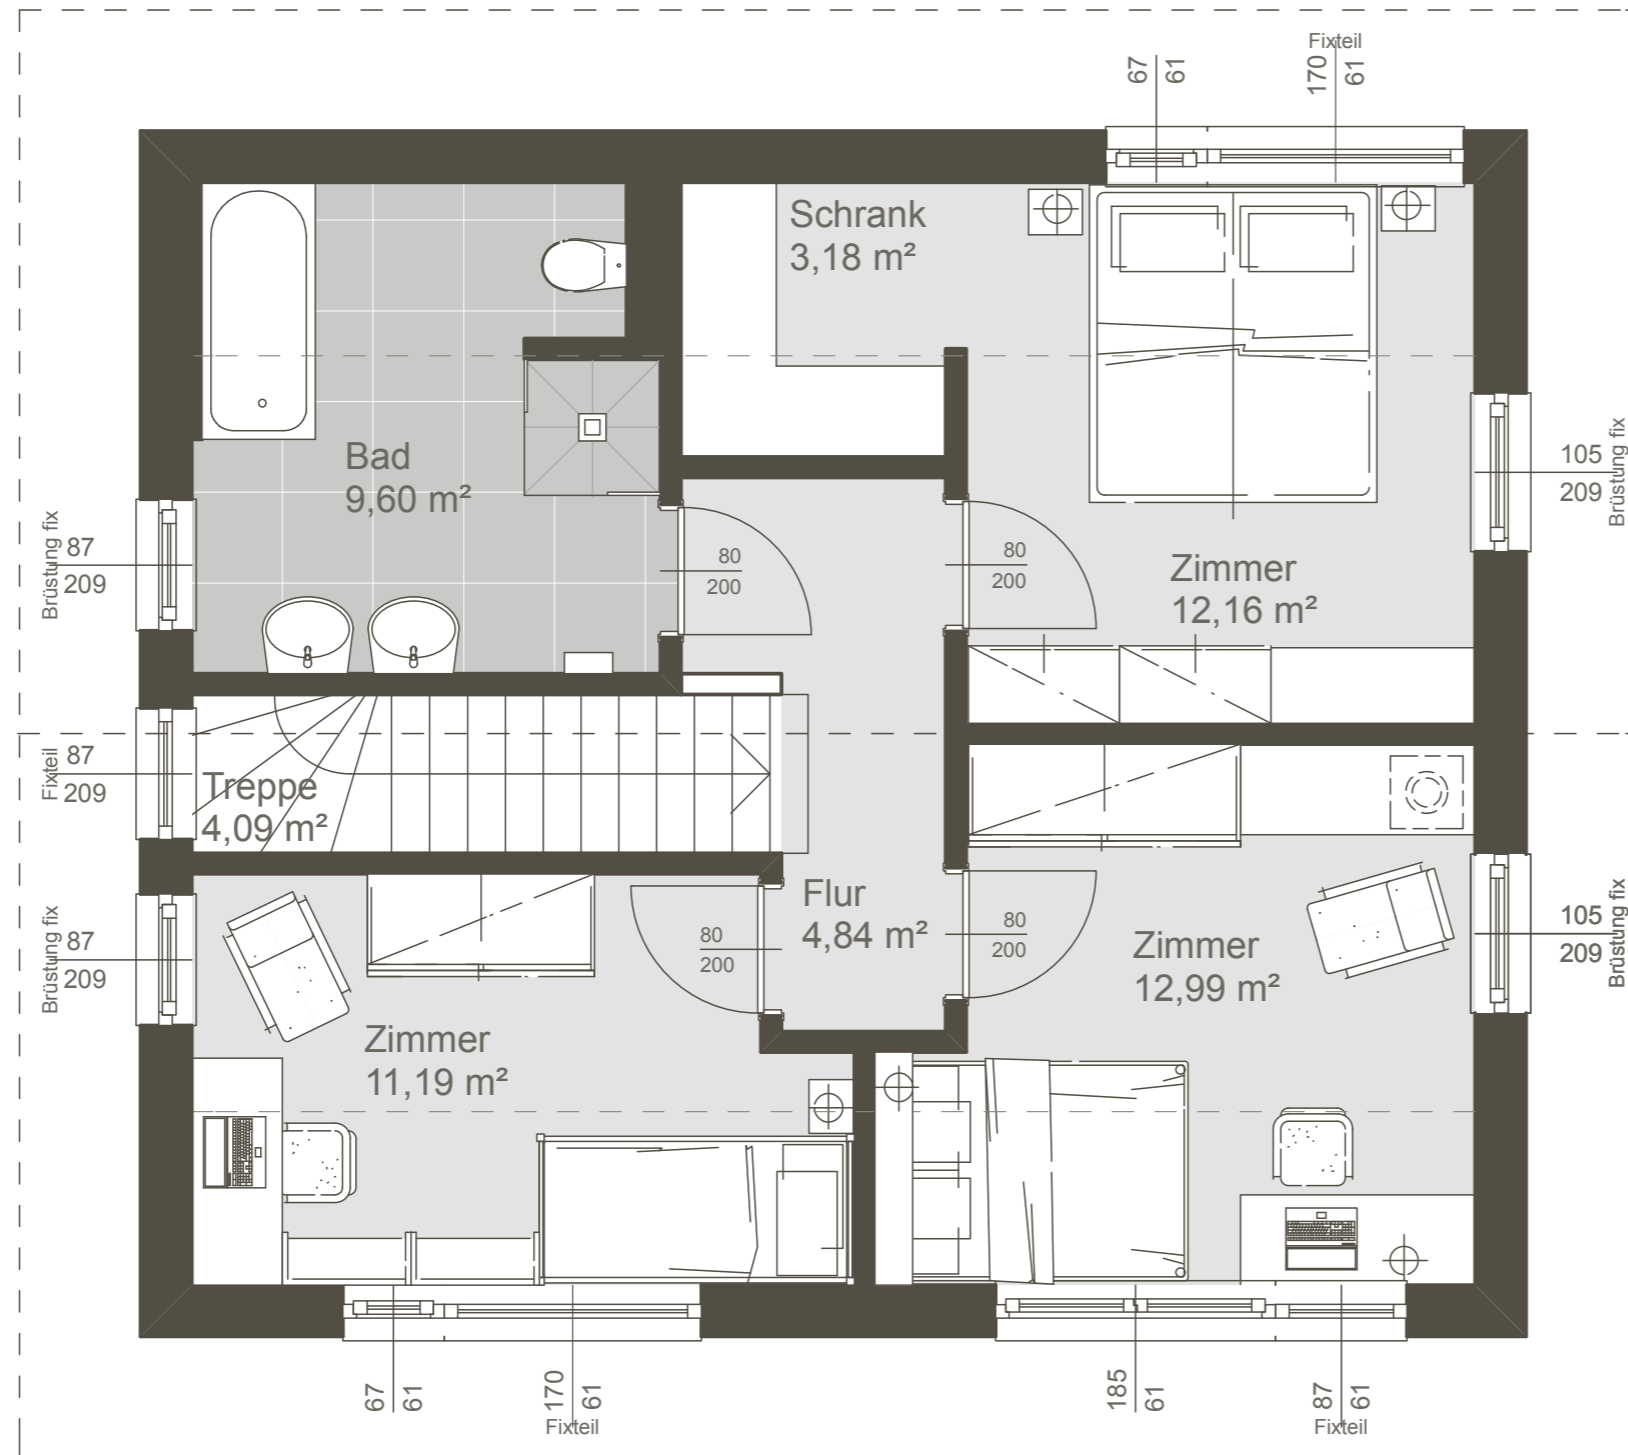 Fixteil
67
61
170
61
Schrank
3,18 m²
Bad
9,60 m²
105
209
Brüstung fix
Brüstung fix
87
209
80
200
80
200
Zimmer
12,16 m²
Fixteil
87
209
Treppe
4,09 m²
Brüstung fix
87
209
80
200
Flur
4,84 m²
80
200
Zimmer
12,99 m²
105
209
Brüstung fix
Zimmer
11,19 m²
67
61
170
61
Fixteil
185
61
87
61
Fixteil